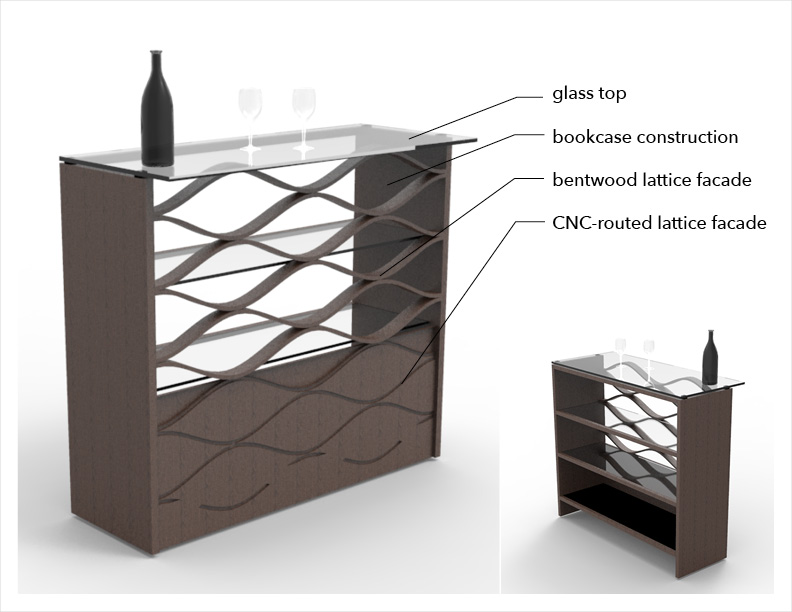 glass top
bookcase construction
bentwood lattice facade
CNC-routed lattice facade